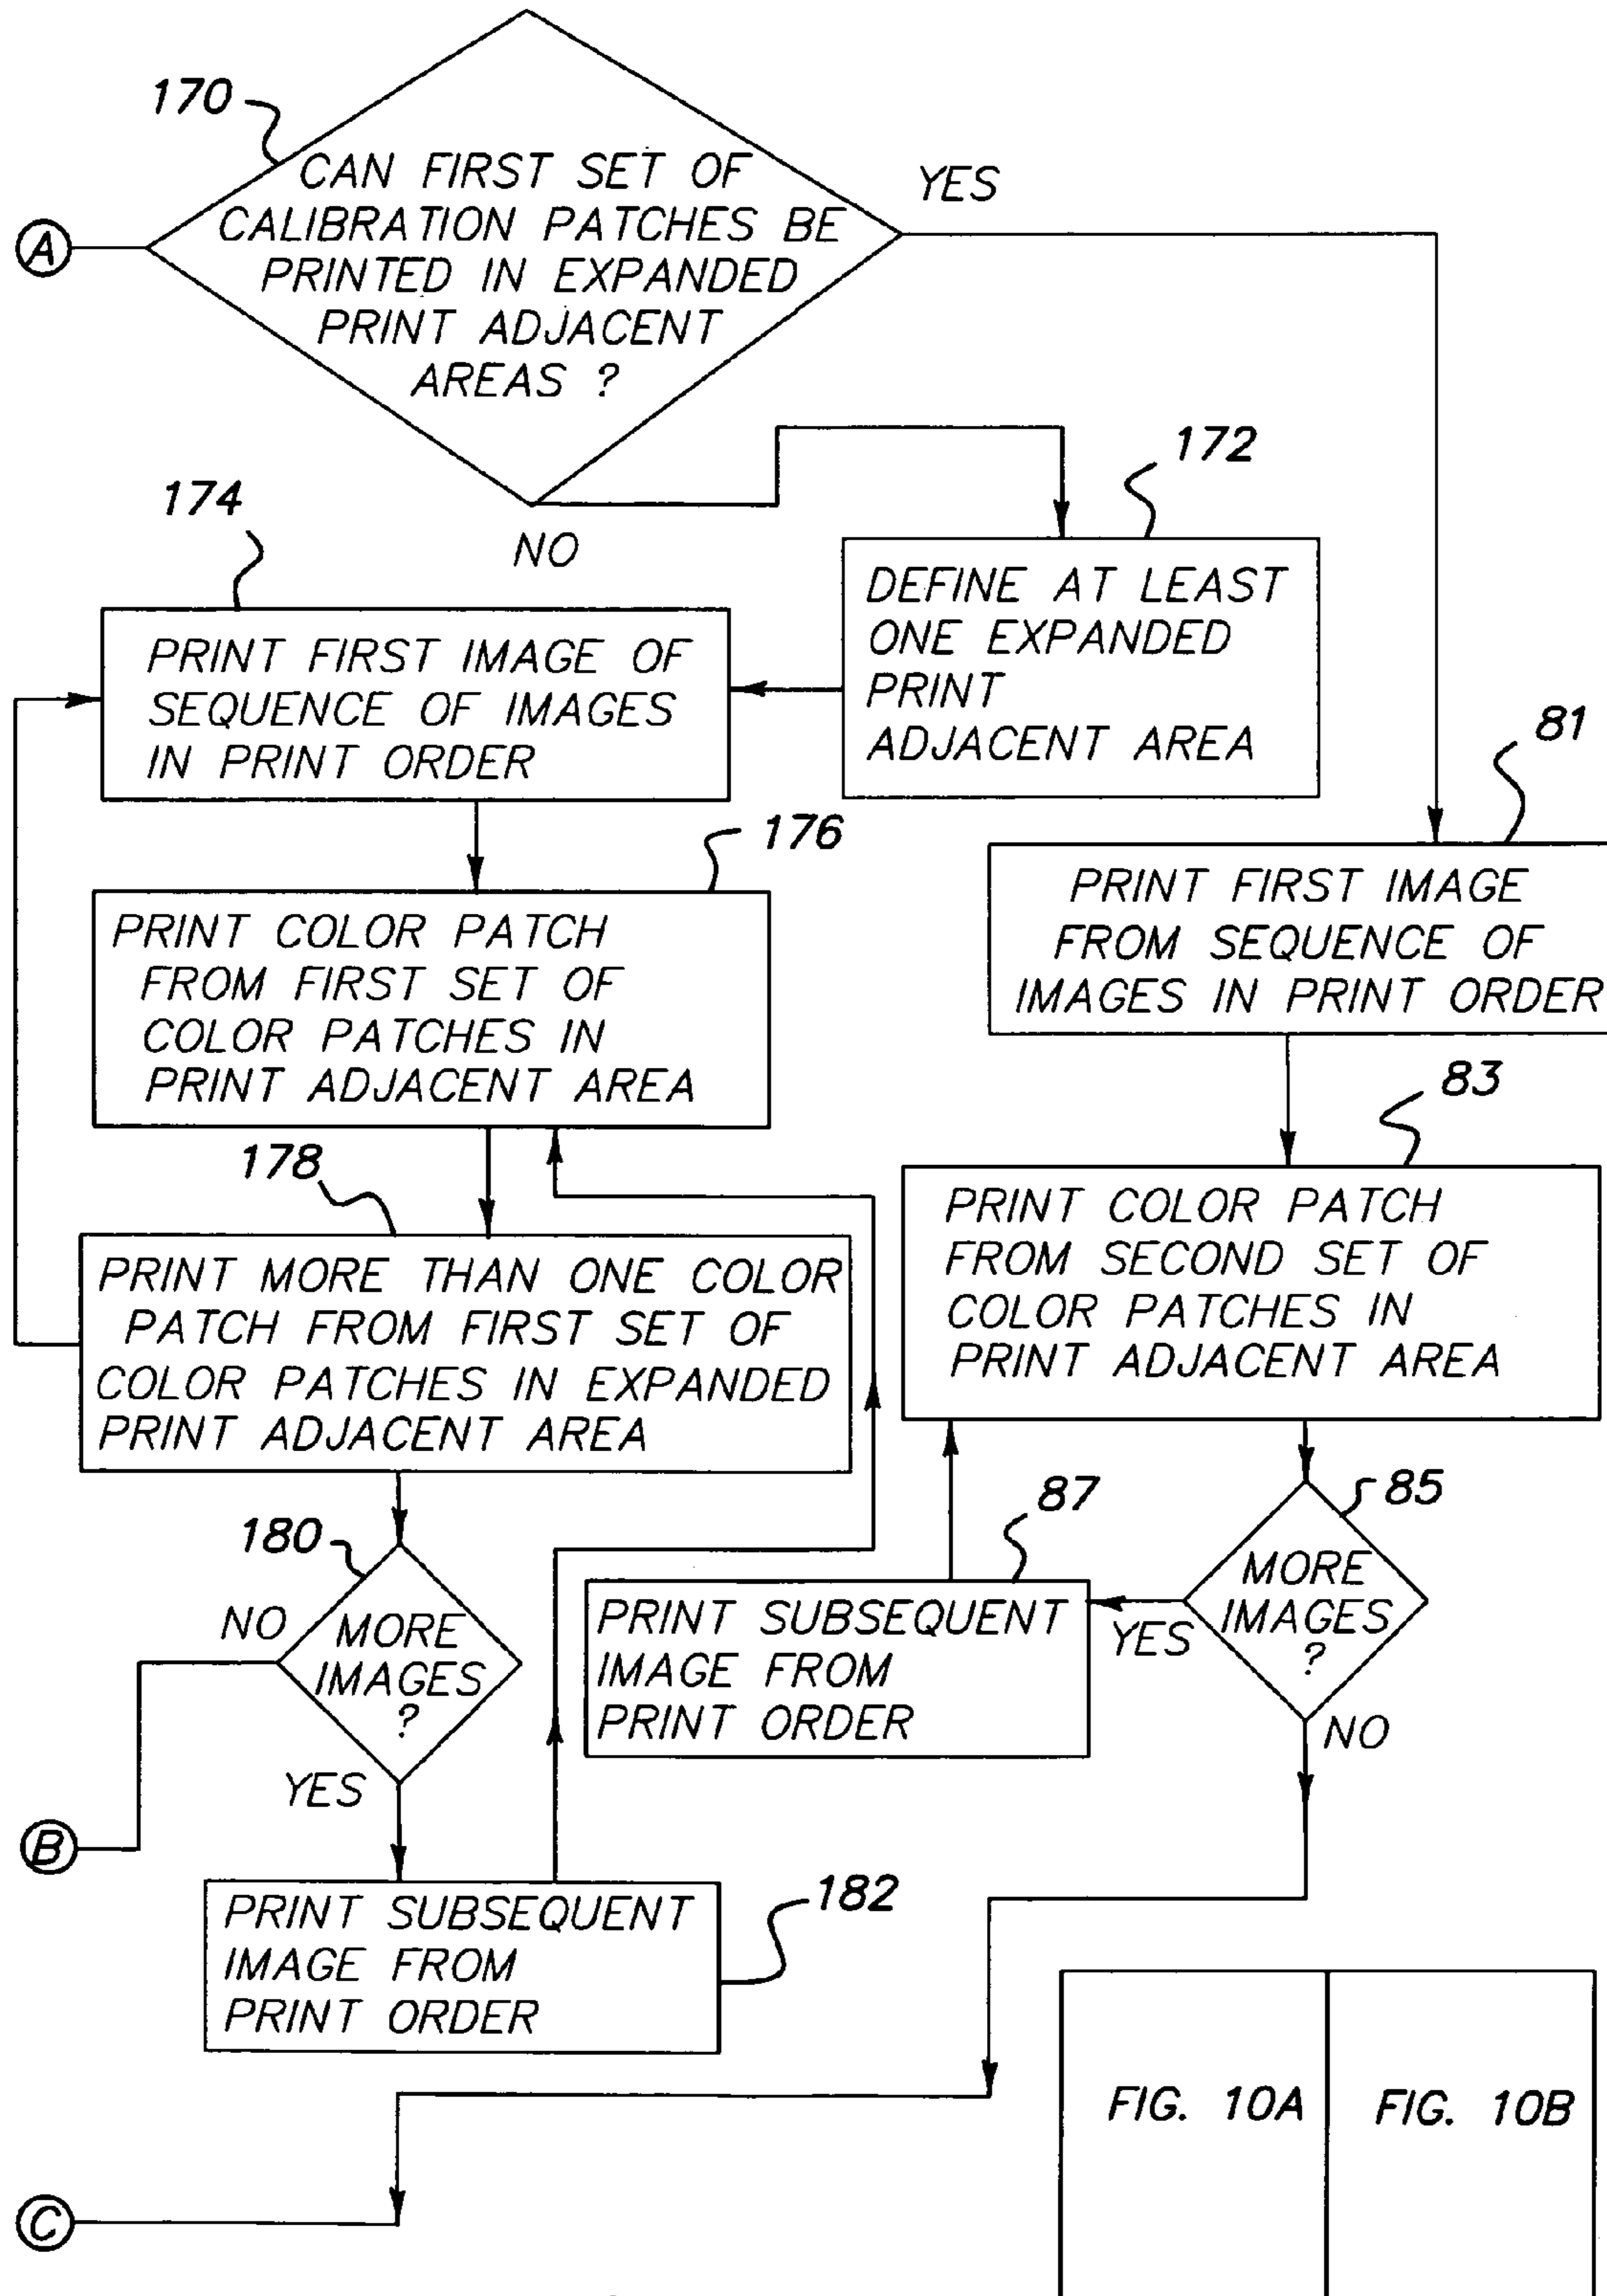 170
CAN FIRST SET OF
CALIBRATION PATCHES BE
PRINTED IN EXPANDED
PRINT ADJACENT
AREAS ?
YES
A
NO
172
DEFINE AT LEAST
ONE EXPANDED
PRINT
ADJACENT AREA
174
PRINT FIRST IMAGE OF
SEQUENCE OF IMAGES
IN PRINT ORDER
81
PRINT FIRST IMAGE
FROM SEQUENCE OF
IMAGES IN PRINT ORDER
176
PRINT COLOR PATCH
FROM FIRST SET OF
COLOR PATCHES IN
PRINT ADJACENT AREA
83
PRINT COLOR PATCH
FROM SECOND SET OF
COLOR PATCHES IN
PRINT ADJACENT AREA
178
PRINT MORE THAN ONE COLOR
PATCH FROM FIRST SET OF
COLOR PATCHES IN EXPANDED
PRINT ADJACENT AREA
85
MORE
IMAGES
?
YES
NO
87
PRINT SUBSEQUENT
IMAGE FROM
PRINT ORDER
180
MORE
IMAGES
?
NO
YES
B
182
PRINT SUBSEQUENT
IMAGE FROM
PRINT ORDER
C
FIG. 10A
FIG. 10B